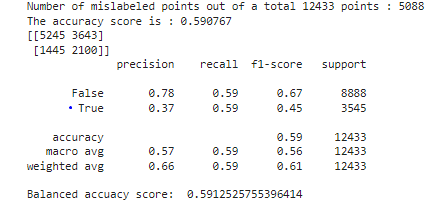 Number of mislabeled points out of a total 12433 points : 5088
The accuracy score is : 0.590767
[[5245 3643]
[1445 2100]]
precision recall f1-score support
False 0.78 0.59 0.67 8888
True 0.37 0.59 0.45 3545
accuracy 0.59 12433
macro avg 0.57 0.59 0.56 12433
weighted avg 0.66 0.59 0.61 12433
Balanced accuacy score: 0.5912525755396414